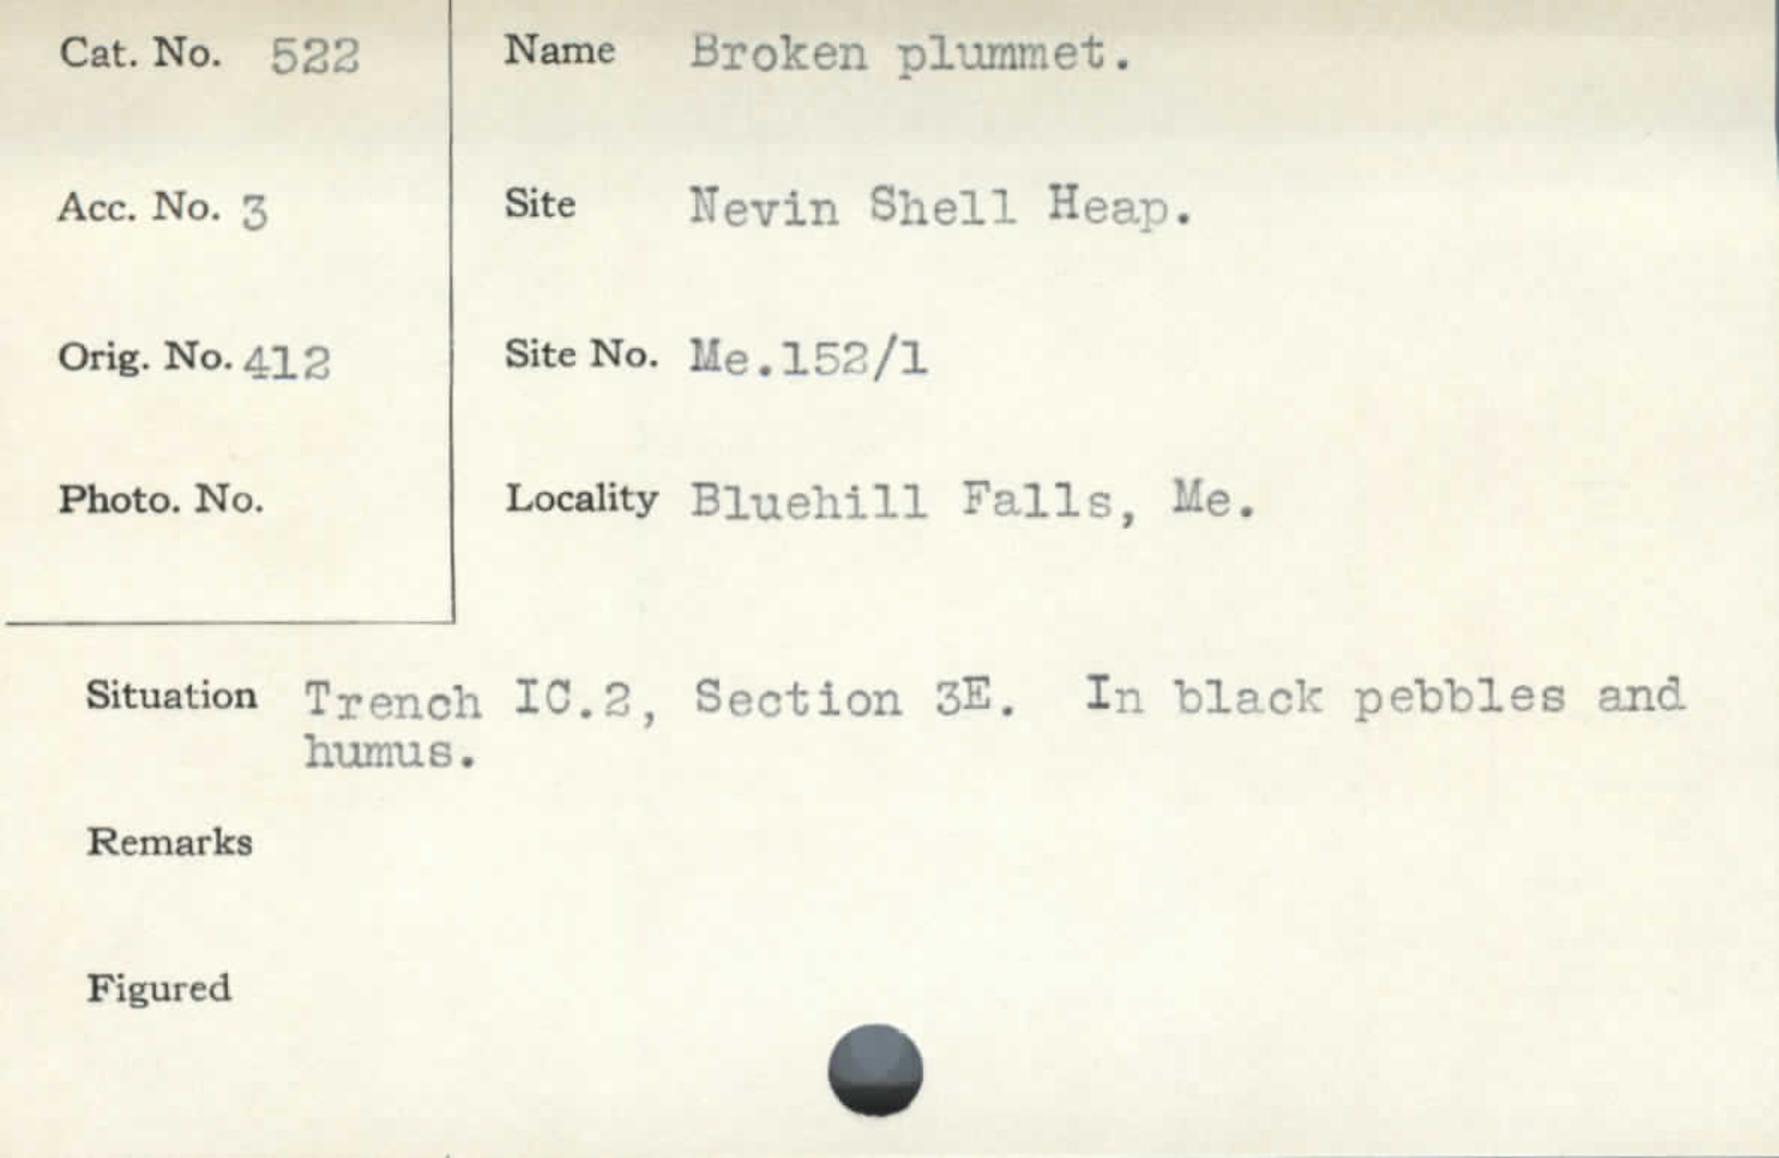 Cat. No. 522
Name Broken plummet.
Acc. No. 3
Site Nevin Shell Heap.
Orig. No. 412
Site No. Me.152/1
Photo. No.
Locality Bluehill Falls, Me.
Situation Trench IC.2, Section 3E. In black pebbles and
humus.
Remarks
Figured